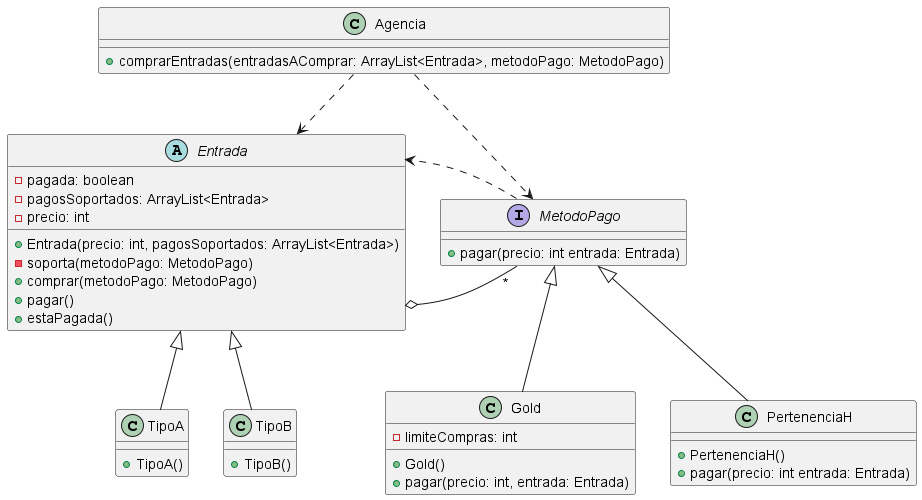 C Agencia
comprarEntradas(entradasAComprar: ArrayList<Entrada>, metodoPago: MetodoPago)
A Entrada
pagada: boolean
pagosSoportados: ArrayList<Entrada>
precio: int
Entrada(precio: int, pagosSoportados: ArrayList<Entrada>)
soporta(metodoPago: MetodoPago)
comprar(metodoPago: MetodoPago)
pagar()
estaPagada()
I MetodoPago
pagar(precio: int entrada: Entrada)
*
C TipoA
TipoA()
C TipoB
TipoB()
C Gold
limiteCompras: int
Gold()
pagar(precio: int, entrada: Entrada)
C PertenenciaH
PertenenciaH()
pagar(precio: int entrada: Entrada)